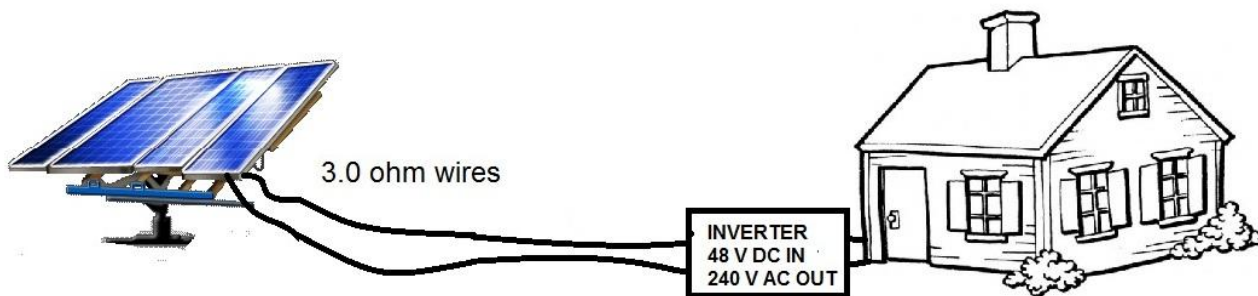 3.0 ohm wires
INVERTER
48 V DC IN
240 V AC OUT